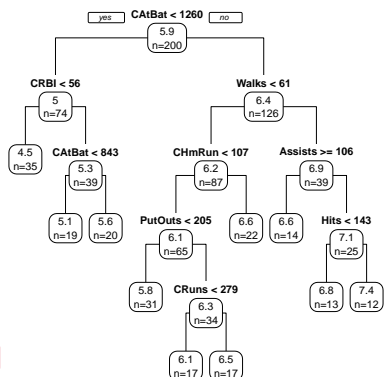 yes CAtBat < 1260 no
5.9
n=200
CRBI < 56 Walks < 61
5 6.4
n=74 n=126
CAtBat < 843 CHmRun < 107 Assists >= 106
4.5 5.3 6.2 6.9
n=35 n=39 n=87 n=39
PutOuts < 205 Hits < 143
5.1 5.6 6.1 6.6 6.6 7.1
n=19 n=20 n=65 n=22 n=14 n=25
CRuns < 279
5.8 6.3 6.8 7.4
n=31 n=34 n=13 n=12
6.1 6.5
n=17 n=17